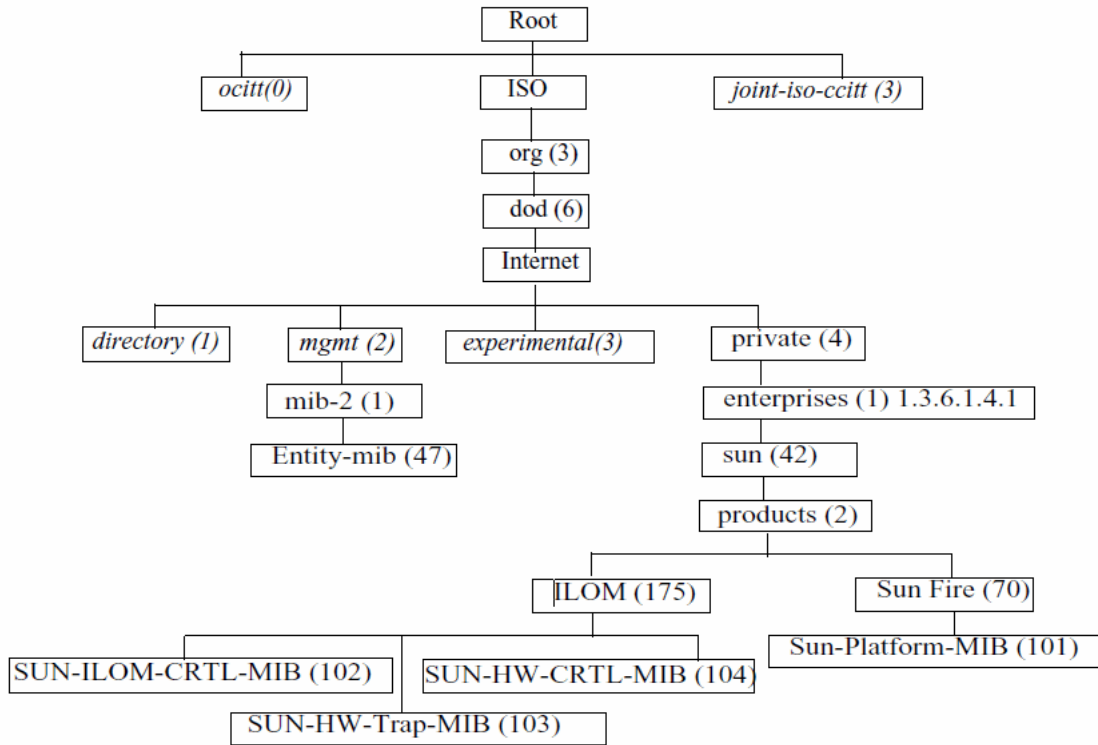 Root
ocitt(0)
ISO
joint-iso-ccitt (3)
org (3)
dod (6)
Internet
directory (1)
mgmt (2)
experimental(3)
private (4)
mib-2 (1)
enterprises (1) 1.3.6.1.4.1
Entity-mib (47)
sun (42)
products (2)
ILOM (175)
Sun Fire (70)
SUN-ILOM-CRTL-MIB (102)
SUN-HW-CRTL-MIB (104)
Sun-Platform-MIB (101)
SUN-HW-Trap-MIB (103)